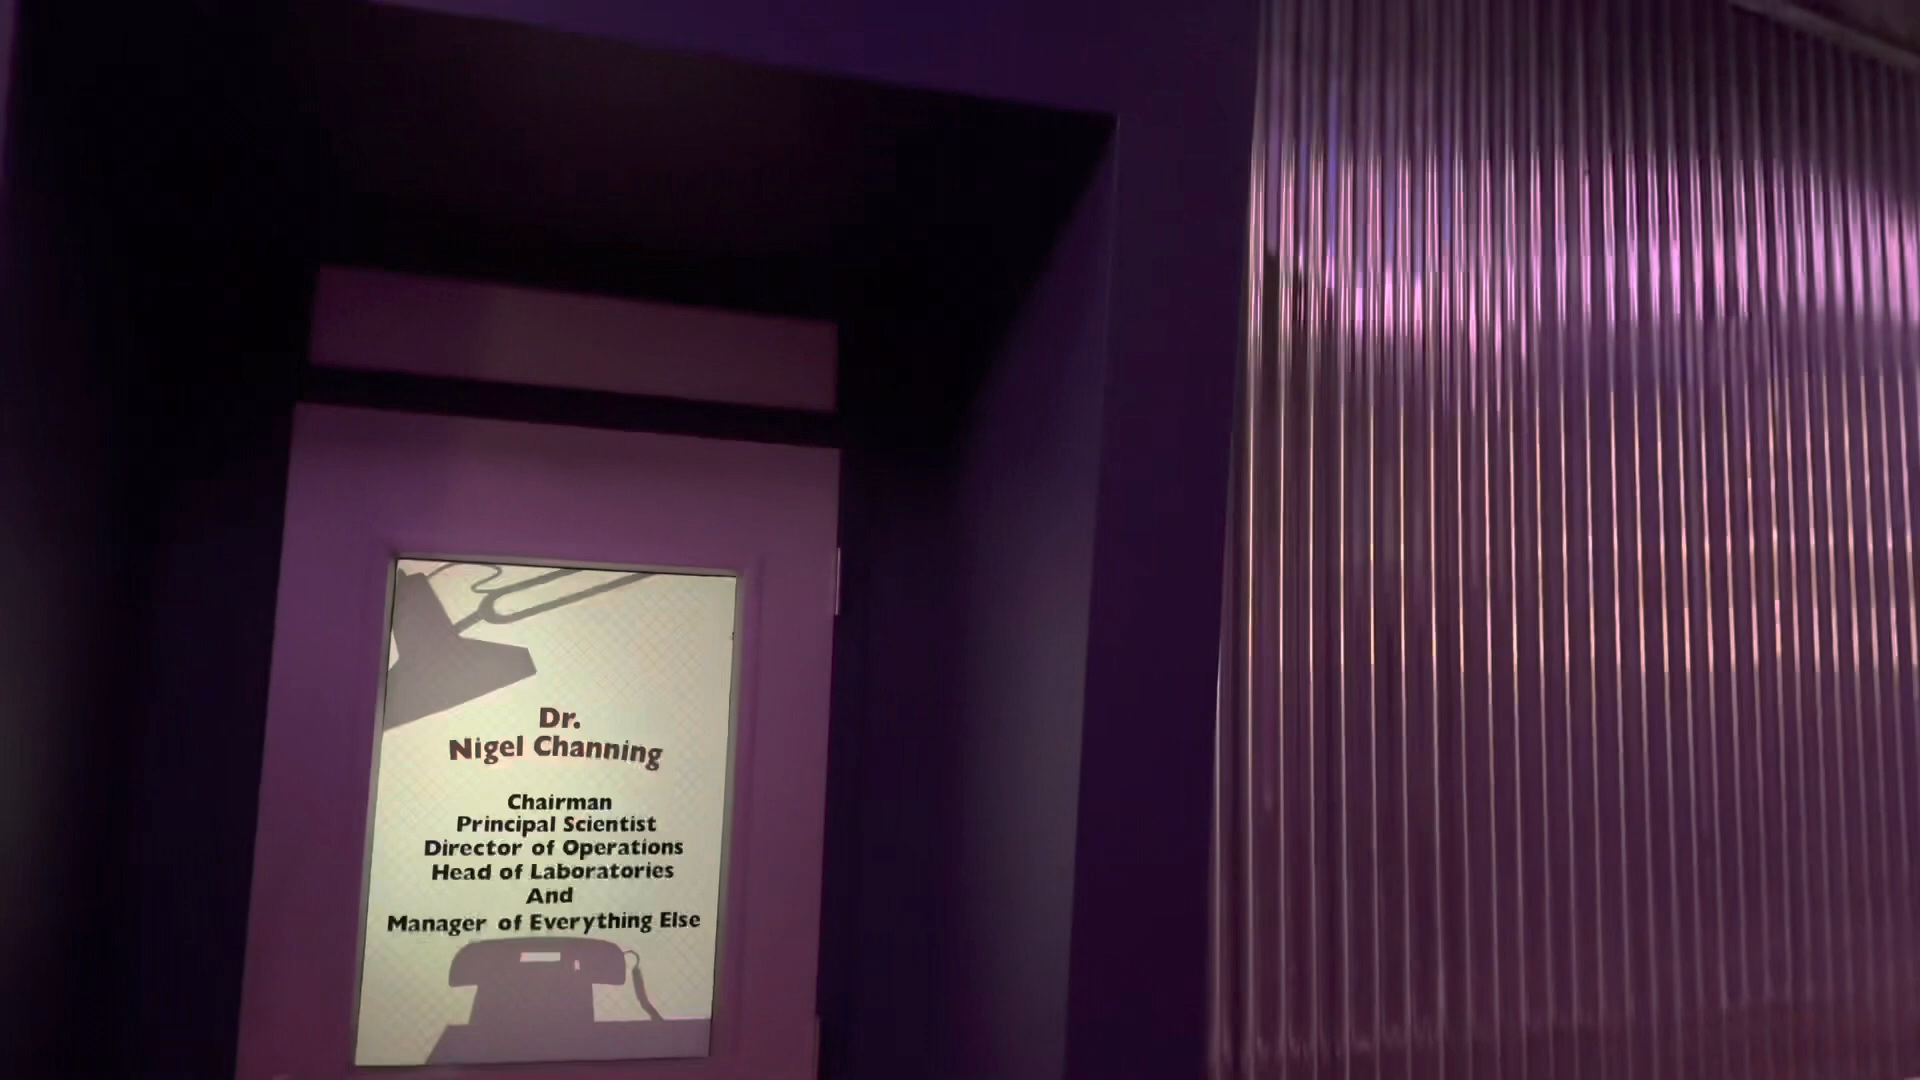 Dr.
Nigel Channing
Chairman
Principal Scientist
Director of Operations
Head of Laboratories
And
Manager of Everything Else